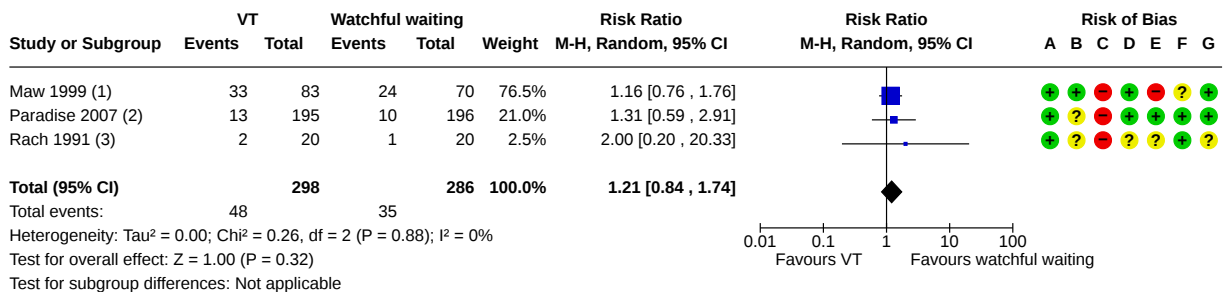 VT Watchful waiting Risk Ratio Risk Ratio Risk of Bias
Study or Subgroup Events Total Events Total Weight M-H, Random, 95% CI M-H, Random, 95% CI A B C D E F G
Maw 1999 (1) 33 83 24 70 76.5% 1.16 [0.76 , 1.76] + + − + − ? +
Paradise 2007 (2) 13 195 10 196 21.0% 1.31 [0.59 , 2.91] + ? − + + + +
Rach 1991 (3) 2 20 1 20 2.5% 2.00 [0.20 , 20.33] + ? − ? ? + ?
Total (95% CI) 298 286 100.0% 1.21 [0.84 , 1.74]
Total events: 48 35
Heterogeneity: Tau² = 0.00; Chi² = 0.26, df = 2 (P = 0.88); I² = 0% 0.01 0.1 1 10 100
Test for overall effect: Z = 1.00 (P = 0.32) Favours VT Favours watchful waiting
Test for subgroup differences: Not applicable